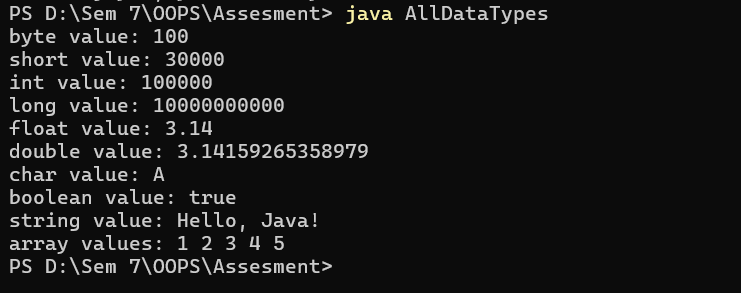 PS D:\Sem 7\OOPS\Assesment> java AllDataTypes
byte value: 100
short value: 30000
int value: 100000
long value: 10000000000
float value: 3.14
double value: 3.14159265358979
char value: A
boolean value: true
string value: Hello, Java!
array values: 1 2 3 4 5
PS D:\Sem 7\OOPS\Assesment>